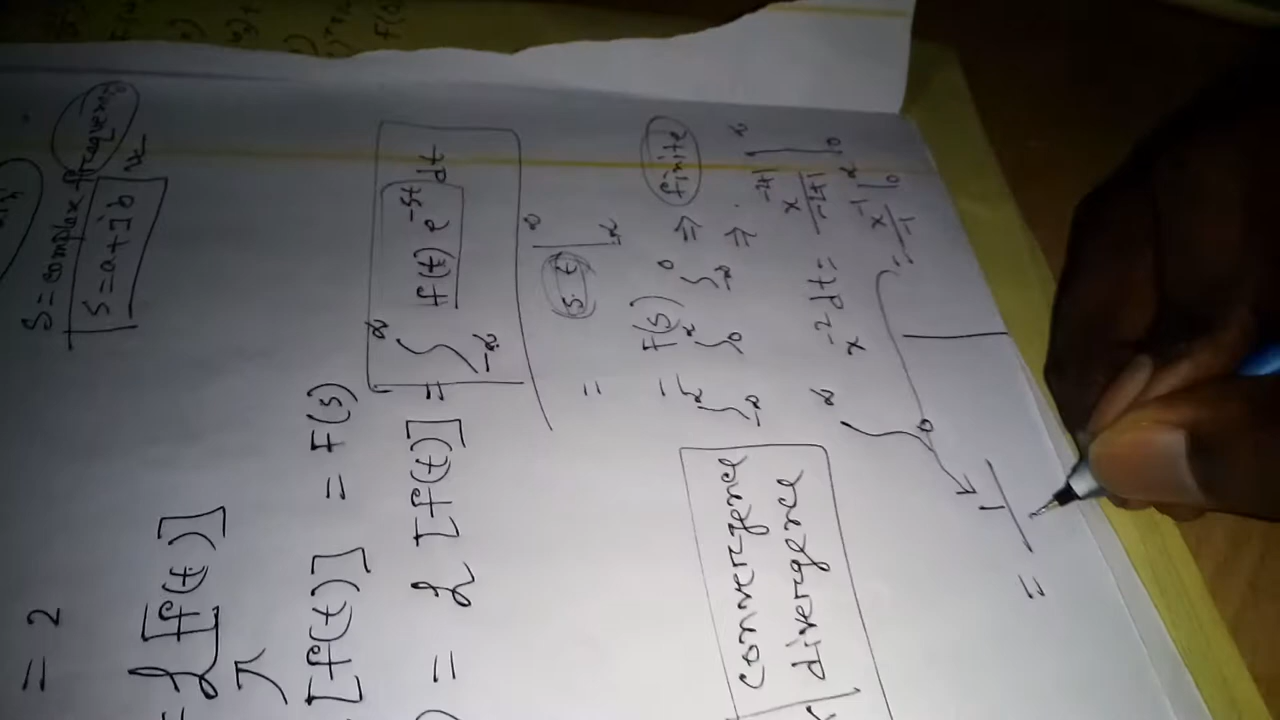 S = complex frequency
S = a + ib
= 2
= ℒ[f(t)]
[f(t)] = F(s)
= ℒ[f(t)] = ∫_{-∞}^{∞} f(t) e^{-st} dt
(s t) |_{-∞}^{∞}
= F(s) finite
∫_{-∞}^{∞} ∫_{0}^{∞} ∫_{-∞}^{0} ⇒ ⇒
convergence
divergence
∫_{0}^{∞} x^{-2} dt = x^{-2+1}/-2+1 |_{0}^{∞}
= x^{-1}/-1 |_{0}^{∞}
= 1/